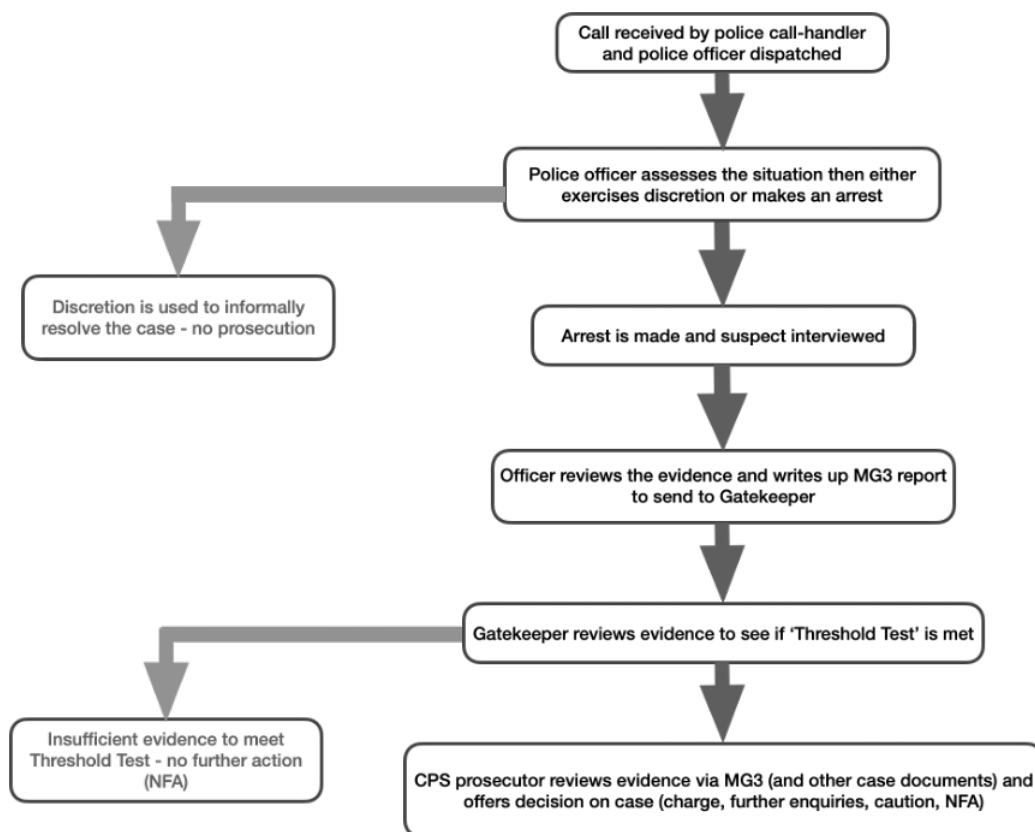 Call received by police call-handler
and police officer dispatched
Police officer assesses the situation then either
exercises discretion or makes an arrest
Discretion is used to informally
resolve the case - no prosecution
Arrest is made and suspect interviewed
Officer reviews the evidence and writes up MG3 report
to send to Gatekeeper
Gatekeeper reviews evidence to see if ‘Threshold Test’ is met
Insufficient evidence to meet
Threshold Test - no further action
(NFA)
CPS prosecutor reviews evidence via MG3 (and other case documents) and
offers decision on case (charge, further enquiries, caution, NFA)